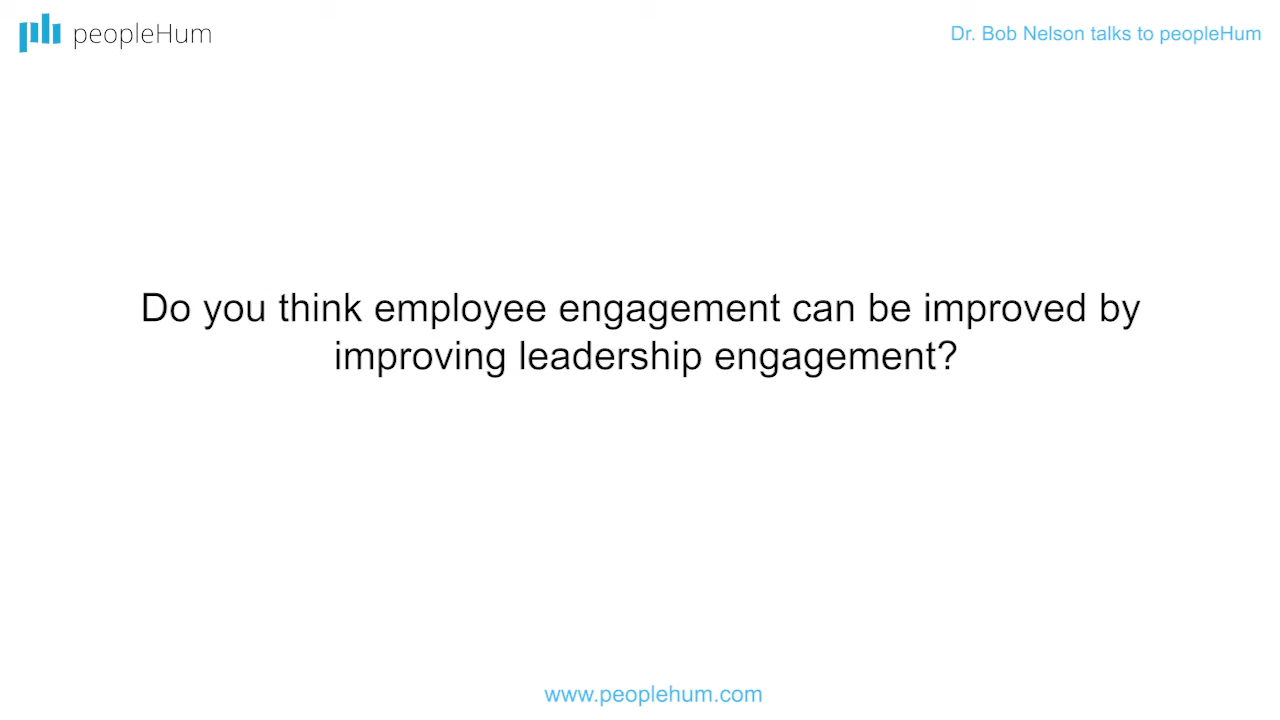 peopleHum
Dr. Bob Nelson talks to peopleHum
Do you think employee engagement can be improved by
improving leadership engagement?
www.peoplehum.com